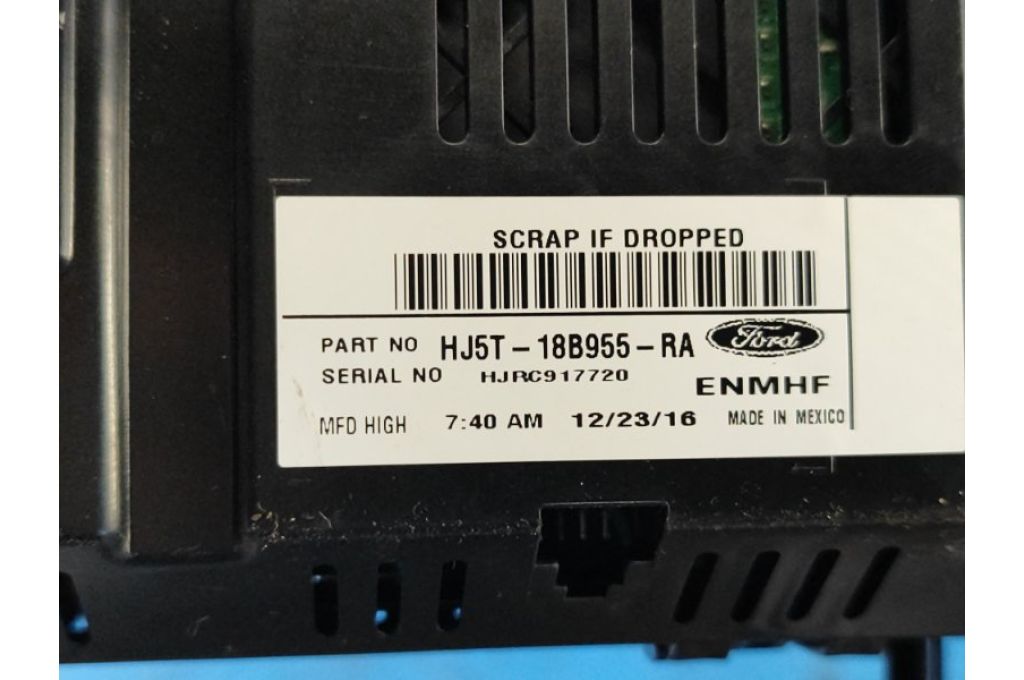 SCRAP IF DROPPED
PART NO HJ5T-18B955-RA Ford
SERIAL NO HJRC917720 ENMHF
MFD HIGH 7:40 AM 12/23/16 MADE IN MEXICO